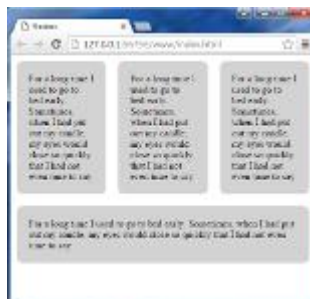 127.0.0.1
For a long time I
used to go to
bed early.
Sometimes,
when I had put
out my candle,
my eyes would
close so quickly
that I had not
even time to say
For a long time I
used to go to
bed early.
Sometimes,
when I had put
out my candle,
my eyes would
close so quickly
that I had not
even time to say
For a long time I
used to go to
bed early.
Sometimes,
when I had put
out my candle,
my eyes would
close so quickly
that I had not
even time to say
For a long time I used to go to bed early. Sometimes, when I had put
out my candle, my eyes would close so quickly that I had not even
time to say